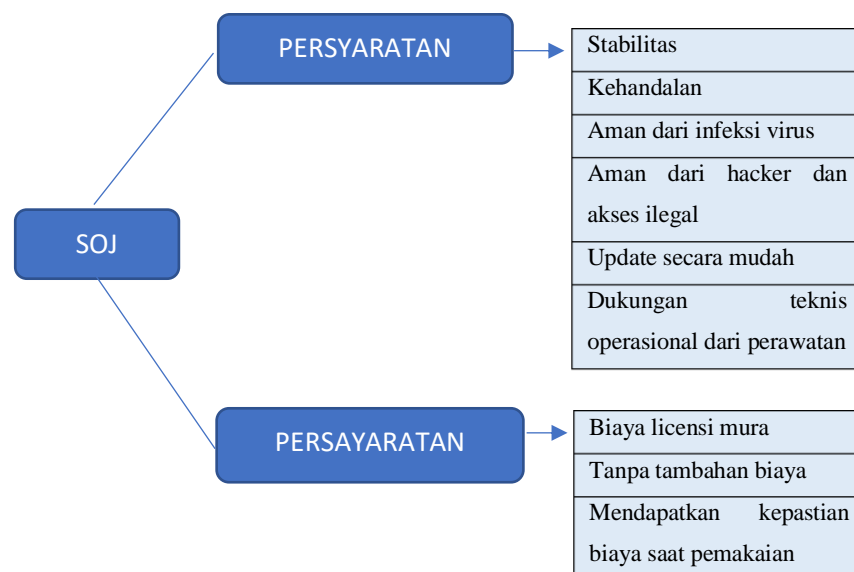 PERSYARATAN
Stabilitas
Kehandalan
Aman dari infeksi virus
Aman dari hacker dan
akses ilegal
Update secara mudah
Dukungan teknis
operasional dari perawatan
SOJ
PERSAYARATAN
Biaya licensi mura
Tanpa tambahan biaya
Mendapatkan kepastian
biaya saat pemakaian